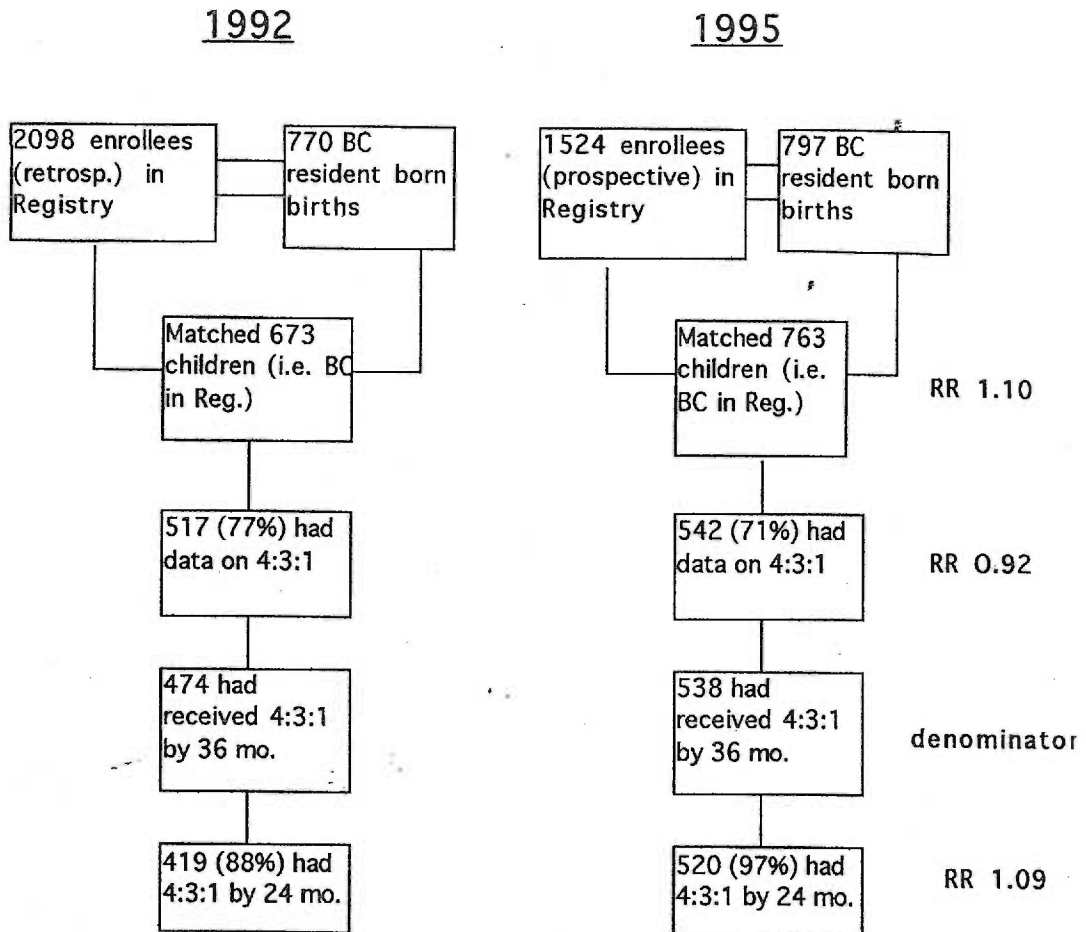 1992
1995
2098 enrollees
(retrosp.) in
Registry
770 BC
resident born
births
1524 enrollees
(prospective) in
Registry
797 BC
resident born
births
Matched 673
children (i.e. BC
in Reg.)
Matched 763
children (i.e.
BC in Reg.)
RR 1.10
517 (77%) had
data on 4:3:1
542 (71%) had
data on 4:3:1
RR 0.92
474 had
received 4:3:1
by 36 mo.
538 had
received 4:3:1
by 36 mo.
denominator
419 (88%) had
4:3:1 by 24 mo.
520 (97%) had
4:3:1 by 24 mo.
RR 1.09